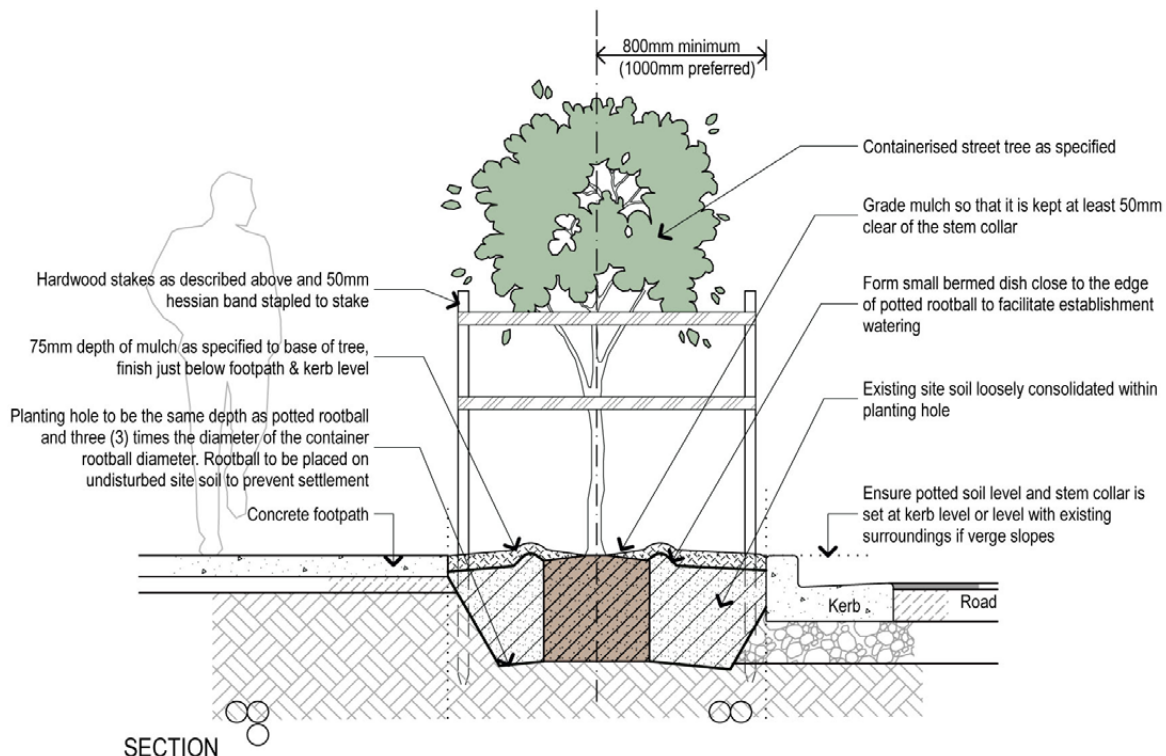 800mm minimum
(1000mm preferred)
Containerised street tree as specified
Grade mulch so that it is kept at least 50mm
clear of the stem collar
Hardwood stakes as described above and 50mm
hessian band stapled to stake
Form small bermed dish close to the edge
of potted rootball to facilitate establishment
watering
75mm depth of mulch as specified to base of tree,
finish just below footpath & kerb level
Existing site soil loosely consolidated within
planting hole
Planting hole to be the same depth as potted rootball
and three (3) times the diameter of the container
rootball diameter. Rootball to be placed on
undisturbed site soil to prevent settlement
Ensure potted soil level and stem collar is
set at kerb level or level with existing
surroundings if verge slopes
Concrete footpath
Kerb
Road
SECTION